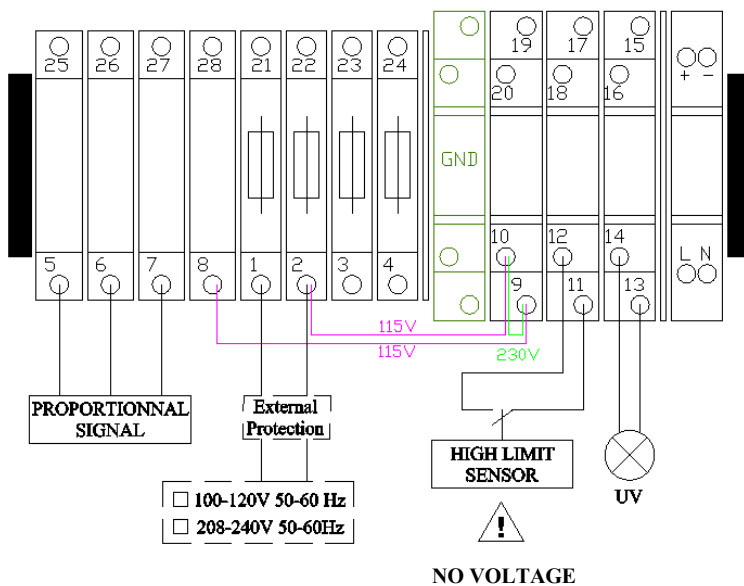 19 17 15
25 26 27 28 21 22 23 24
+ −
20 18 16
GND
10 12 14
L N
5 6 7 8 1 2 3 4
9 11 13
115V
115V
230V
PROPORTIONNAL
SIGNAL
External
Protection
HIGH LIMIT
SENSOR
UV
100-120V 50-60 Hz
208-240V 50-60Hz
!
NO VOLTAGE